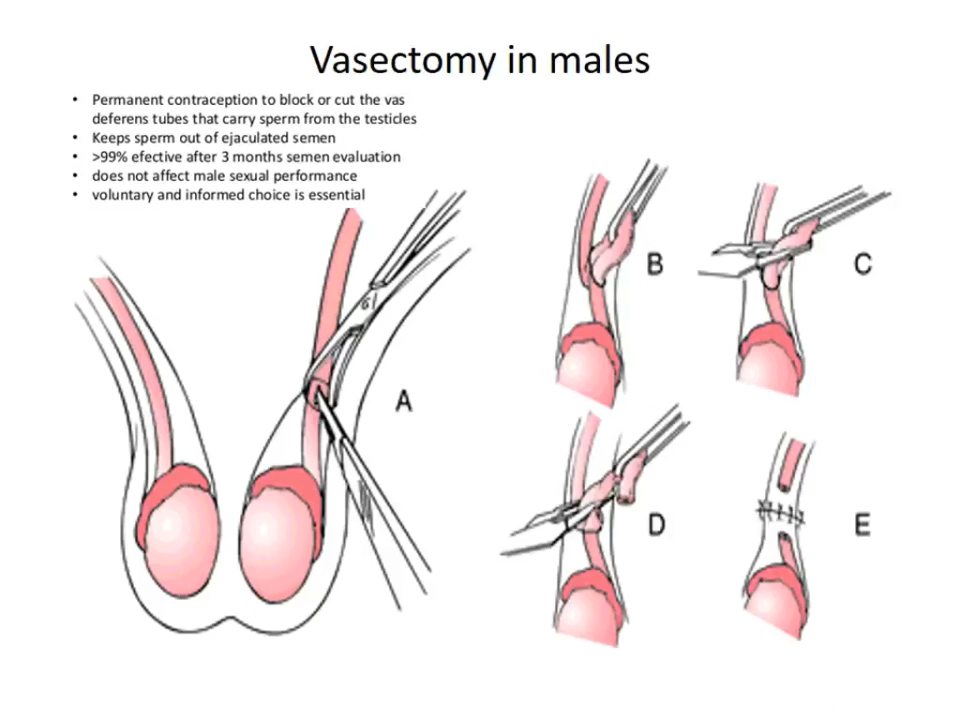 Vasectomy in males
• Permanent contraception to block or cut the vas
deferens tubes that carry sperm from the testicles
• Keeps sperm out of ejaculated semen
• >99% efective after 3 months semen evaluation
• does not affect male sexual performance
• voluntary and informed choice is essential
A
B
C
D
E